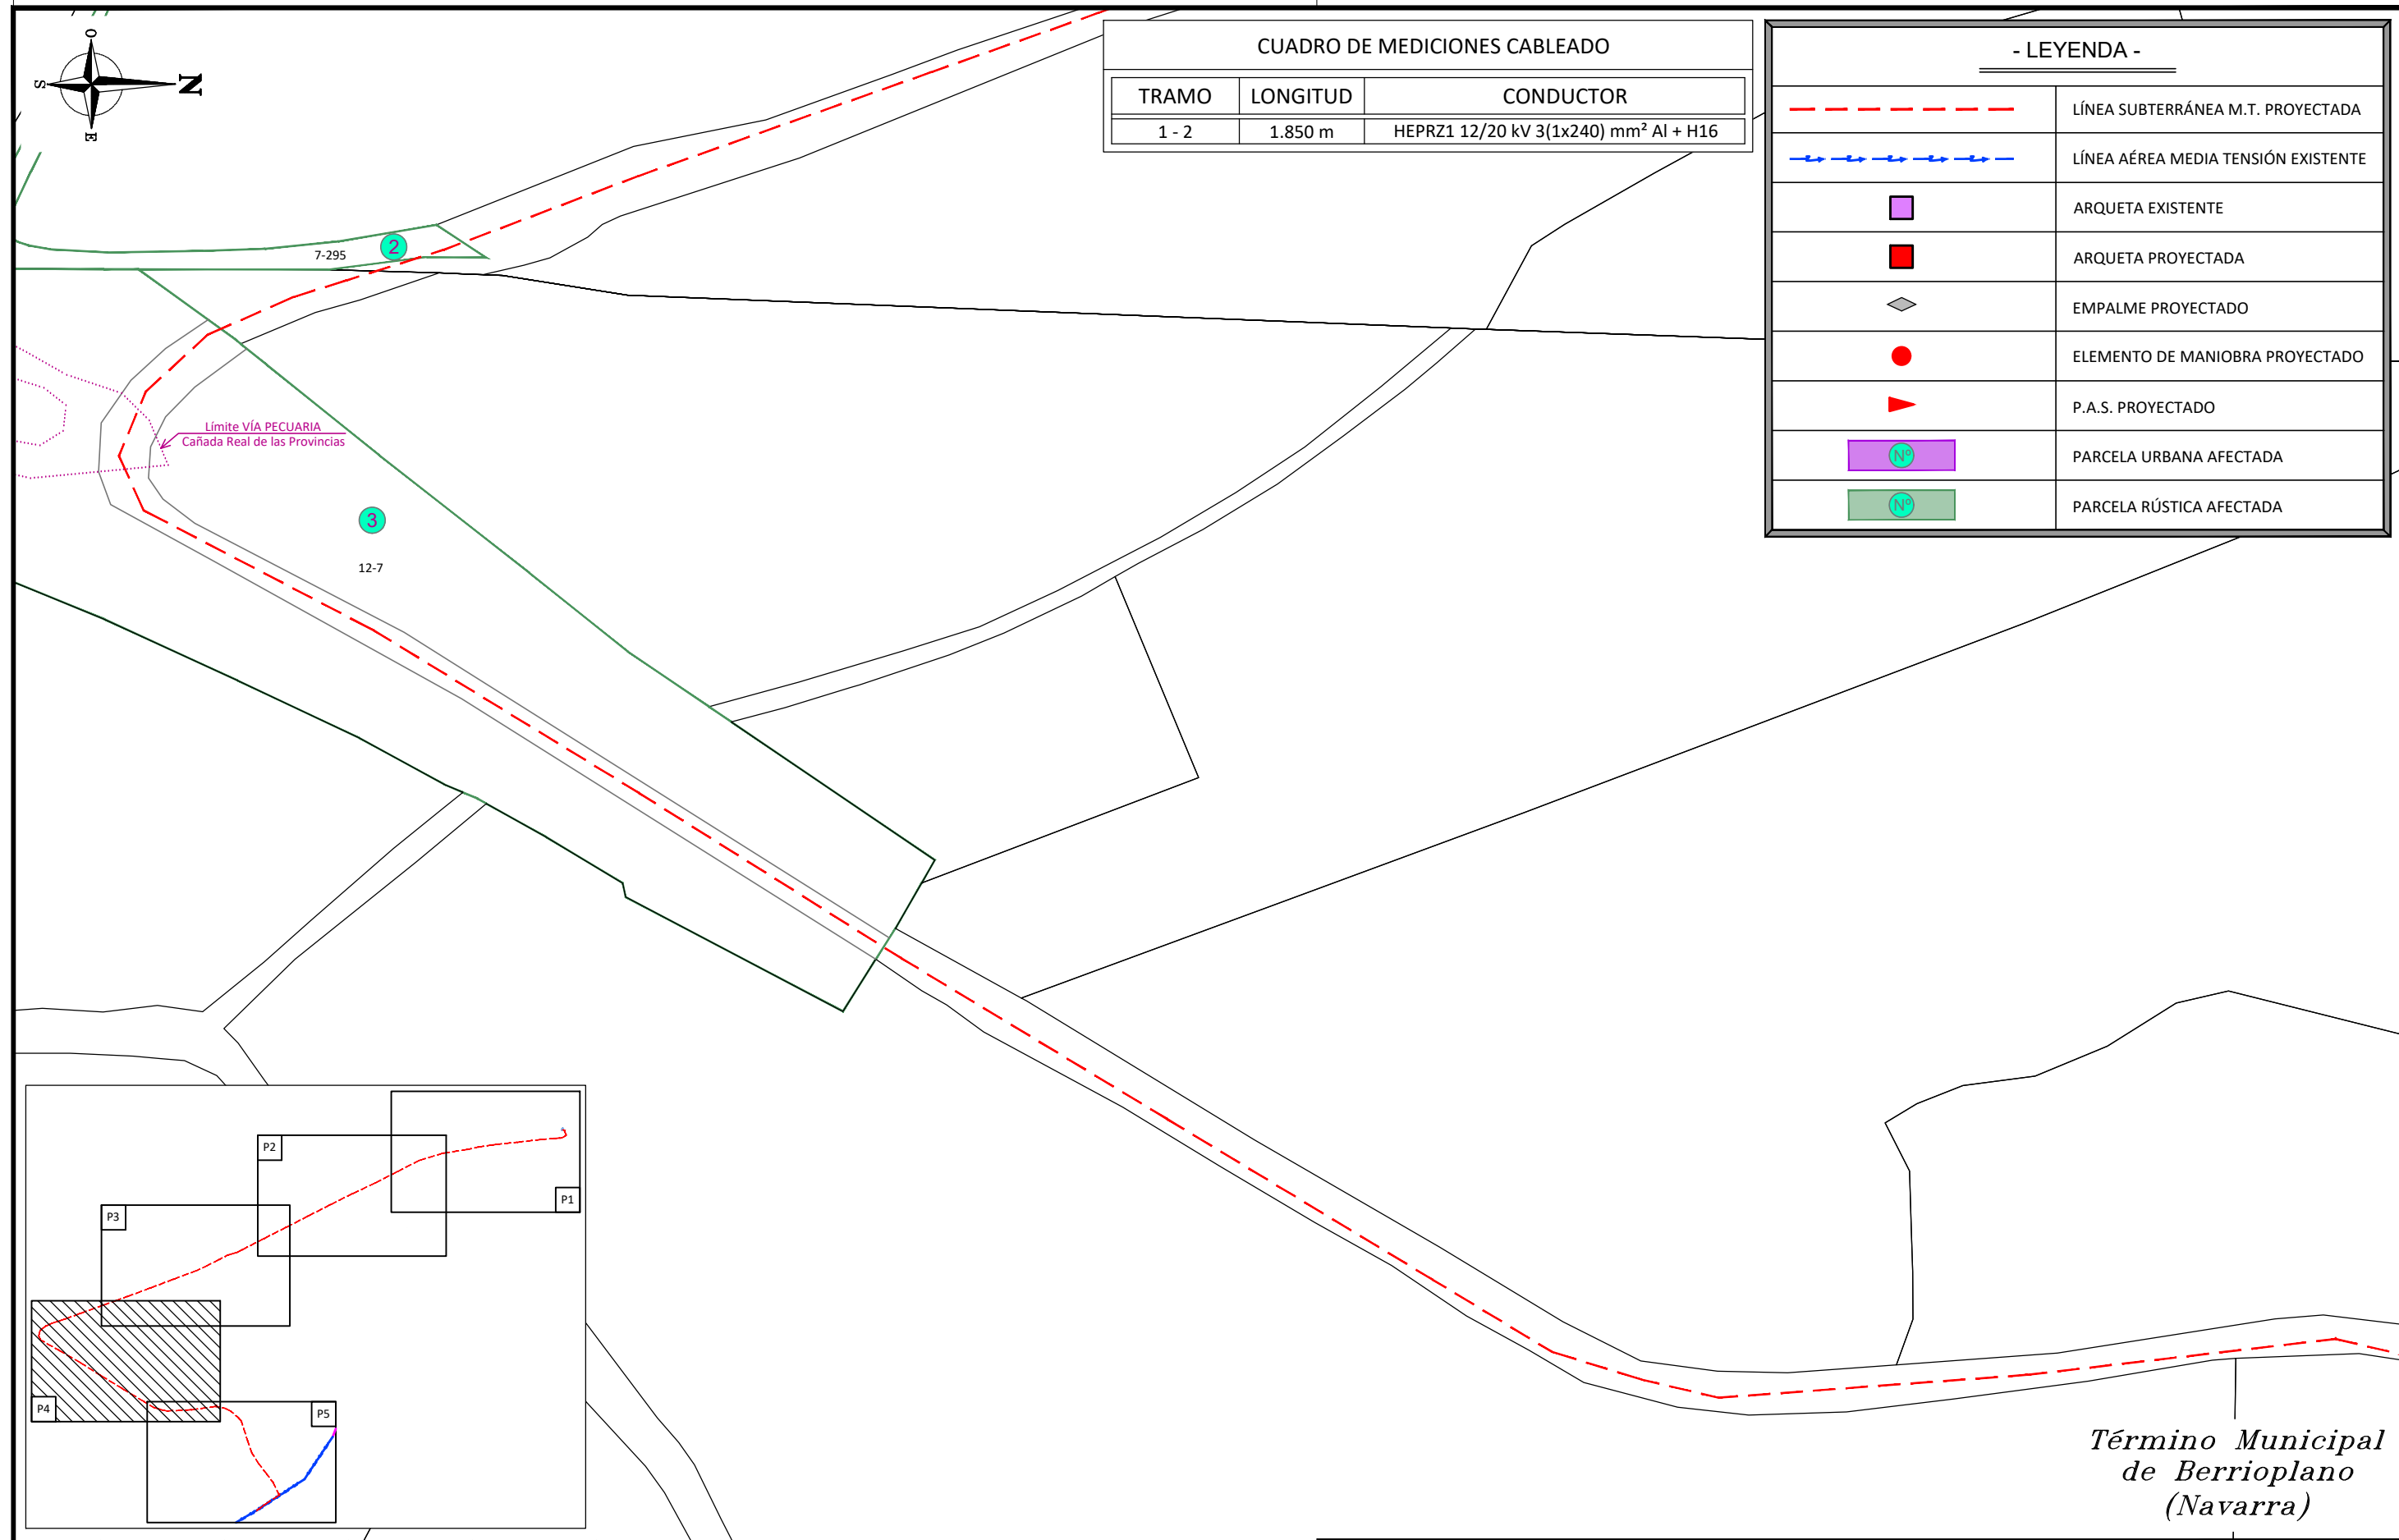 O
S
N
E
CUADRO DE MEDICIONES CABLEADO
TRAMO LONGITUD CONDUCTOR
1 - 2 1.850 m HEPRZ1 12/20 kV 3(1x240) mm² Al + H16
- LEYENDA -
LÍNEA SUBTERRÁNEA M.T. PROYECTADA
LÍNEA AÉREA MEDIA TENSIÓN EXISTENTE
ARQUETA EXISTENTE
ARQUETA PROYECTADA
EMPALME PROYECTADO
ELEMENTO DE MANIOBRA PROYECTADO
P.A.S. PROYECTADO
Nº PARCELA URBANA AFECTADA
Nº PARCELA RÚSTICA AFECTADA
2
7-295
Límite VÍA PECUARIA
Cañada Real de las Provincias
3
12-7
P2
P1
P3
P4
P5
Término Municipal
de Berrioplano
(Navarra)